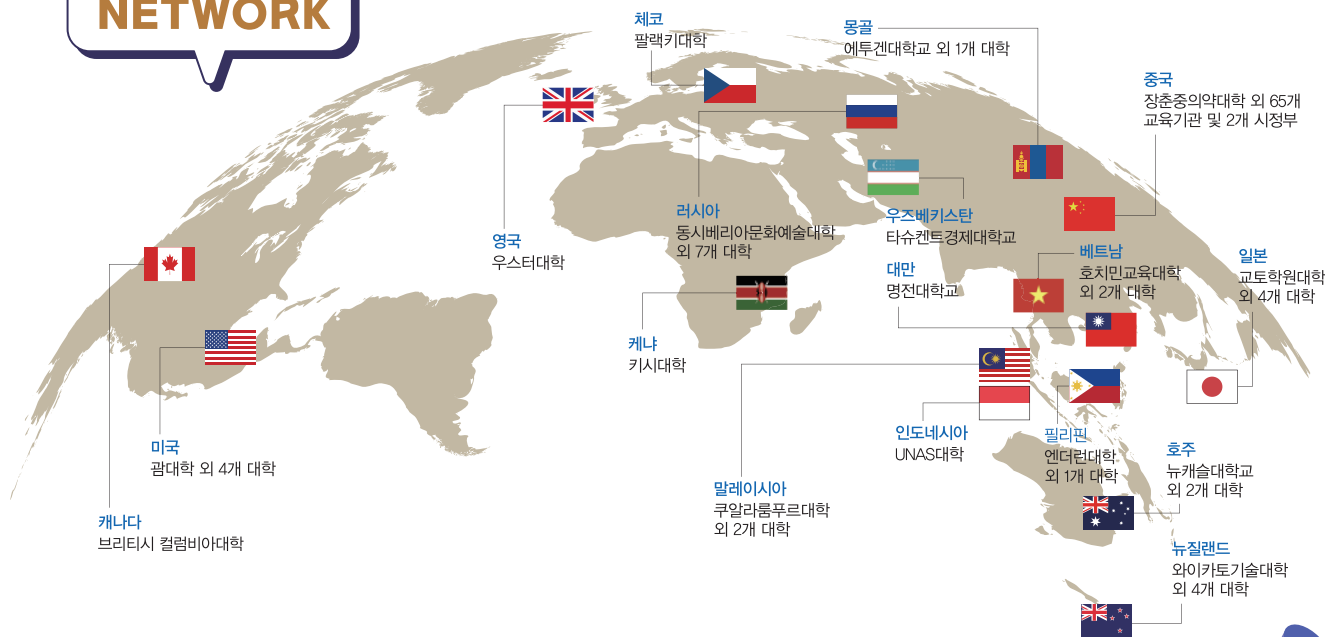 NETWORK
체코
팔랙키대학
몽골
에투겐대학교 외 1개 대학
중국
장춘중의약대학 외 65개
교육기관 및 2개 시정부
러시아
동시베리아문화예술대학
외 7개 대학
우즈베키스탄
타슈켄트경제대학교
영국
우스터대학
대만
명전대학교
베트남
호치민교육대학
외 2개 대학
일본
교토학원대학
외 4개 대학
케냐
키시대학
미국
괌대학 외 4개 대학
인도네시아
UNAS대학
필리핀
엔더런대학
외 1개 대학
호주
뉴캐슬대학교
외 2개 대학
말레이시아
쿠알라룸푸르대학
외 2개 대학
캐나다
브리티시 컬럼비아대학
뉴질랜드
와이카토기술대학
외 4개 대학